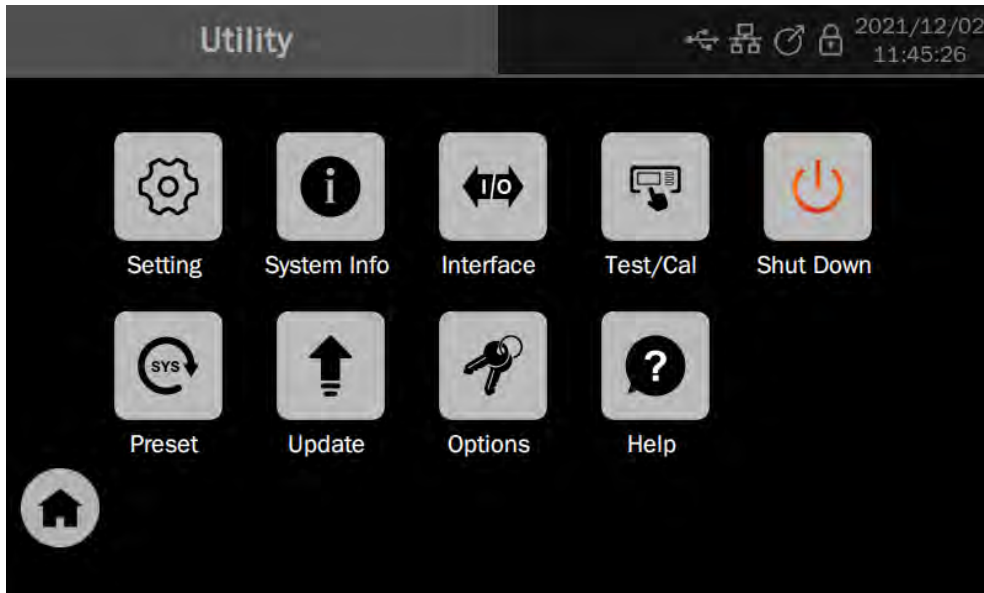 Utility
2021/12/02
11:45:26
I/O
Setting
System Info
Interface
Test/Cal
Shut Down
SYS
Preset
Update
Options
Help